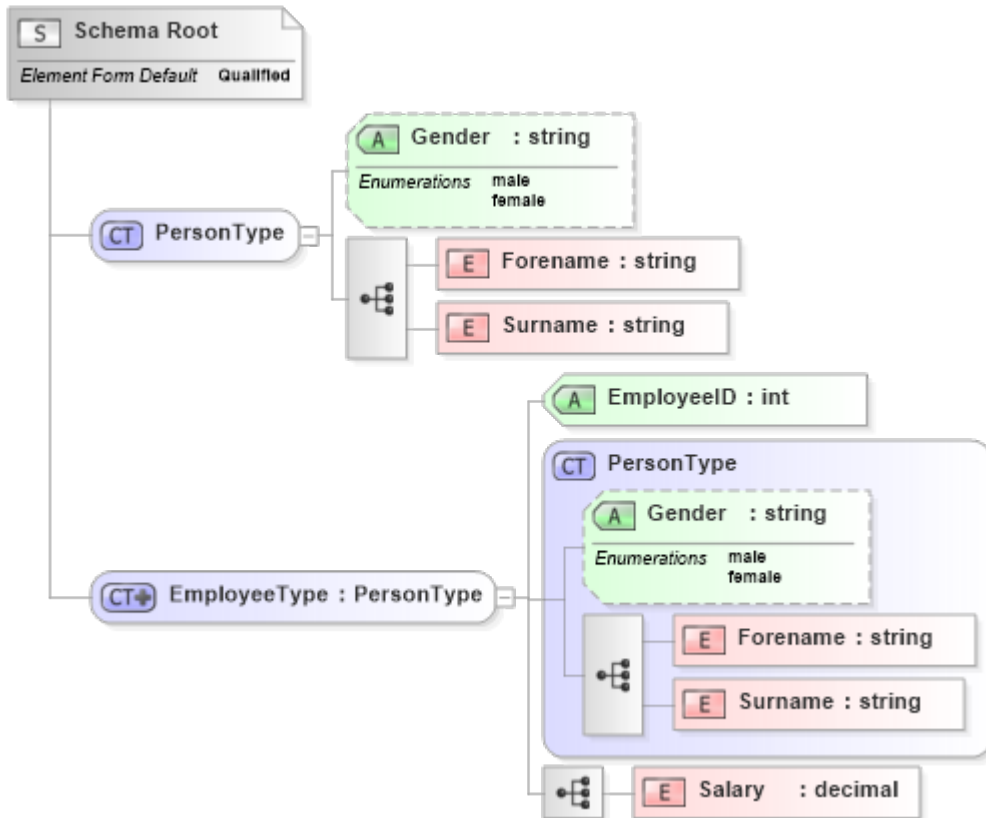 S Schema Root
Element Form Default Qualified
A Gender : string
Enumerations male
female
CT PersonType
E Forename : string
E Surname : string
A EmployeeID : int
CT PersonType
A Gender : string
Enumerations male
female
CT+ EmployeeType : PersonType
E Forename : string
E Surname : string
E Salary : decimal